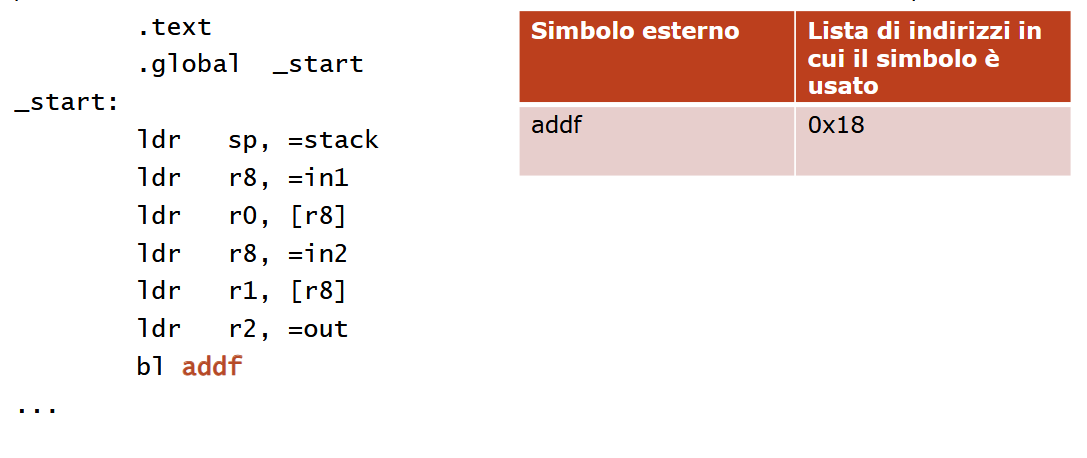 .text
.global _start
_start:
ldr sp, =stack
ldr r8, =in1
ldr r0, [r8]
ldr r8, =in2
ldr r1, [r8]
ldr r2, =out
bl addf
...
Simbolo esterno
Lista di indirizzi in
cui il simbolo è
usato
addf
0x18